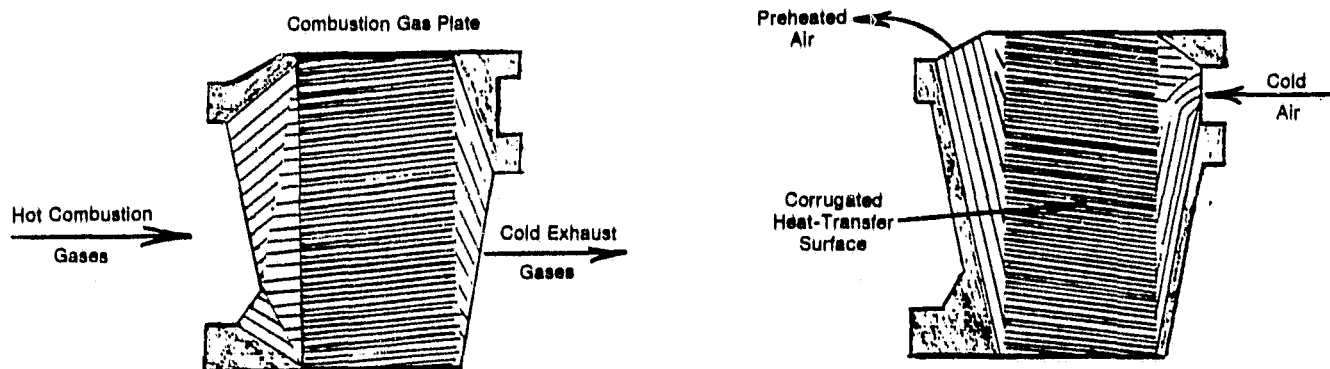 Combustion Gas Plate
Hot Combustion
Gases
Cold Exhaust
Gases
Preheated
Air
Cold
Air
Corrugated
Heat-Transfer
Surface